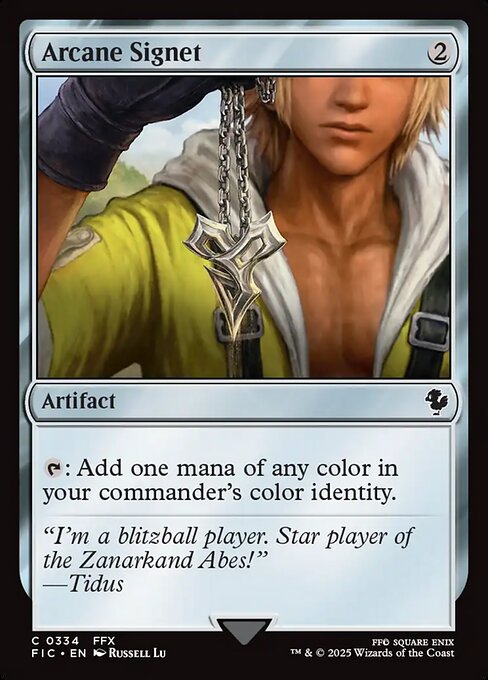 Arcane Signet 2
Artifact
: Add one mana of any color in
your commander's color identity.
"I'm a blitzball player. Star player of
the Zanarkand Abes!"
—Tidus
C 0334 FFX
FIC • EN Russell Lu
FF© SQUARE ENIX
™ & © 2025 Wizards of the Coast